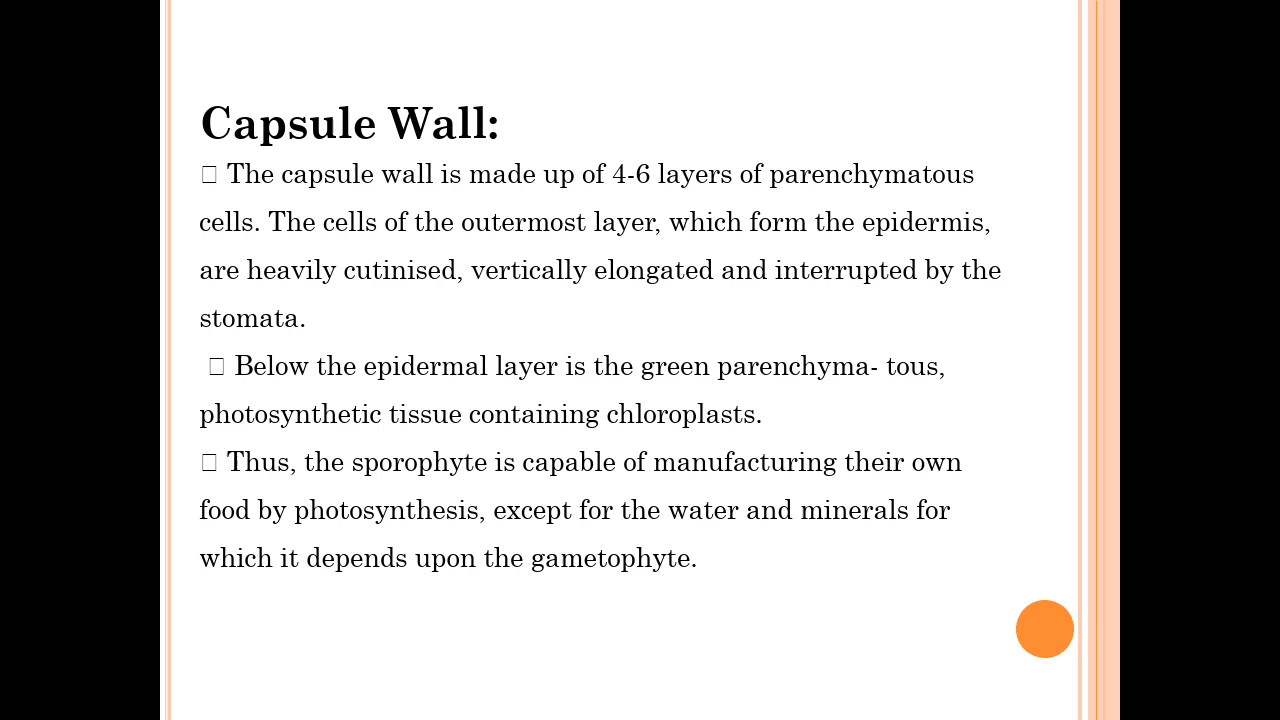 Capsule Wall:
□ The capsule wall is made up of 4-6 layers of parenchymatous
cells. The cells of the outermost layer, which form the epidermis,
are heavily cutinised, vertically elongated and interrupted by the
stomata.
□ Below the epidermal layer is the green parenchyma- tous,
photosynthetic tissue containing chloroplasts.
□ Thus, the sporophyte is capable of manufacturing their own
food by photosynthesis, except for the water and minerals for
which it depends upon the gametophyte.